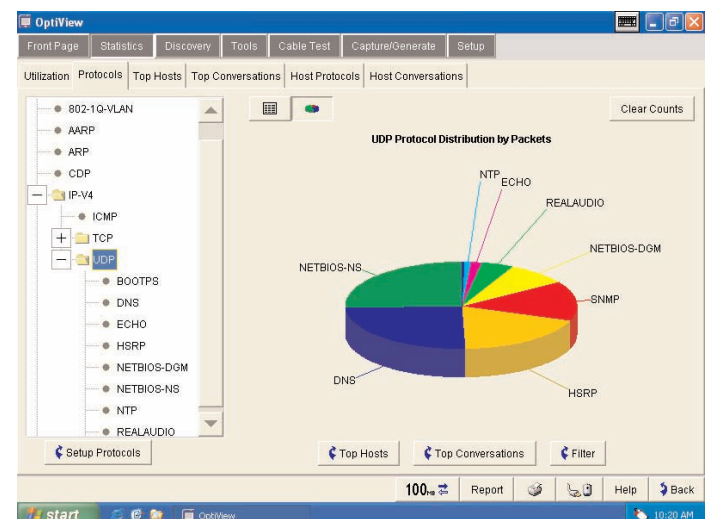 OptiView
Front Page Statistics Discovery Tools Cable Test Capture/Generate Setup
Utilization Protocols Top Hosts Top Conversations Host Protocols Host Conversations
802-1Q-VLAN
AARP
ARP
CDP
IP-V4
ICMP
TCP
UDP
BOOTPS
DNS
ECHO
HSRP
NETBIOS-DGM
NETBIOS-NS
NTP
REALAUDIO
Setup Protocols
Clear Counts
UDP Protocol Distribution by Packets
NTP
ECHO
REALAUDIO
NETBIOS-DGM
NETBIOS-NS
SNMP
DNS
HSRP
Top Hosts Top Conversations Filter
100 Report Help Back
start OptiView 10:20 AM